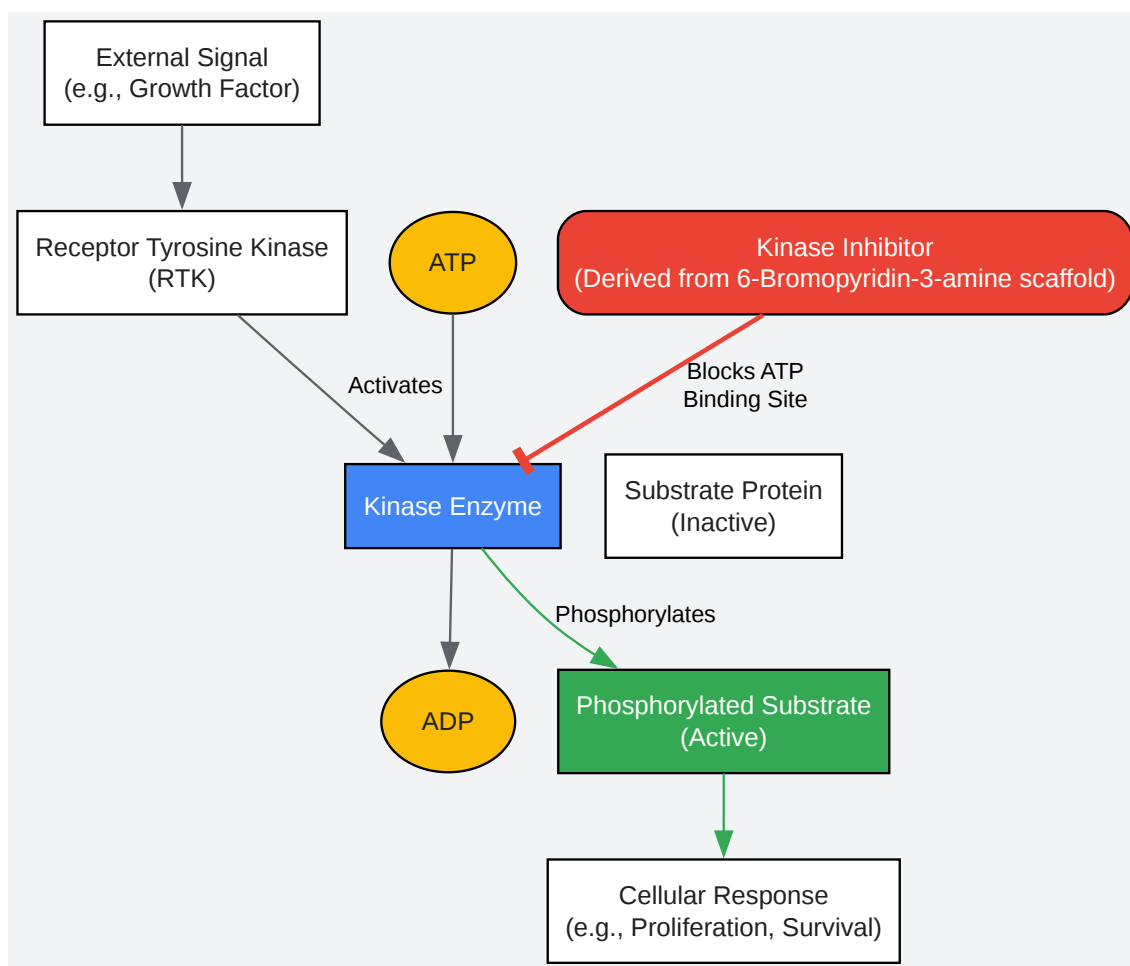 External Signal
(e.g., Growth Factor)
Receptor Tyrosine Kinase
(RTK)
ATP
Kinase Inhibitor
(Derived from 6-Bromopyridin-3-amine scaffold)
Activates
Blocks ATP
Binding Site
Kinase Enzyme
Substrate Protein
(Inactive)
Phosphorylates
ADP
Phosphorylated Substrate
(Active)
Cellular Response
(e.g., Proliferation, Survival)